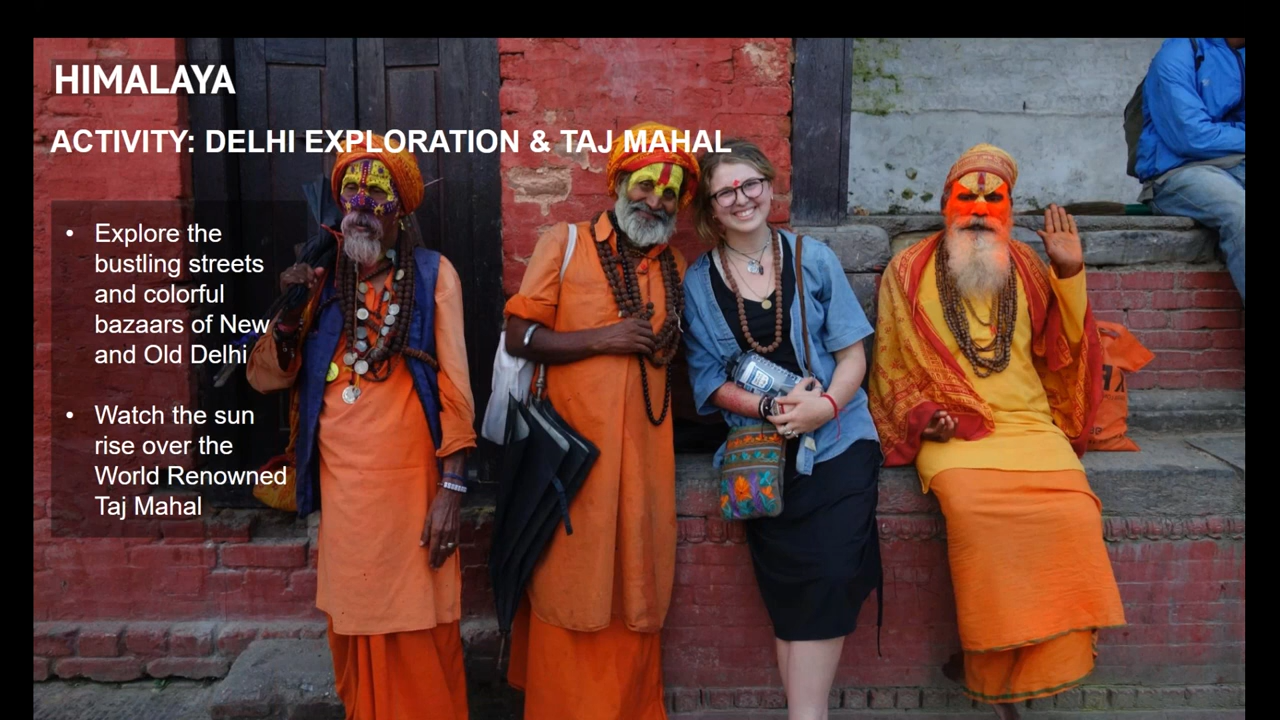 HIMALAYA
ACTIVITY: DELHI EXPLORATION & TAJ MAHAL
• Explore the
bustling streets
and colorful
bazaars of New
and Old Delhi
• Watch the sun
rise over the
World Renowned
Taj Mahal